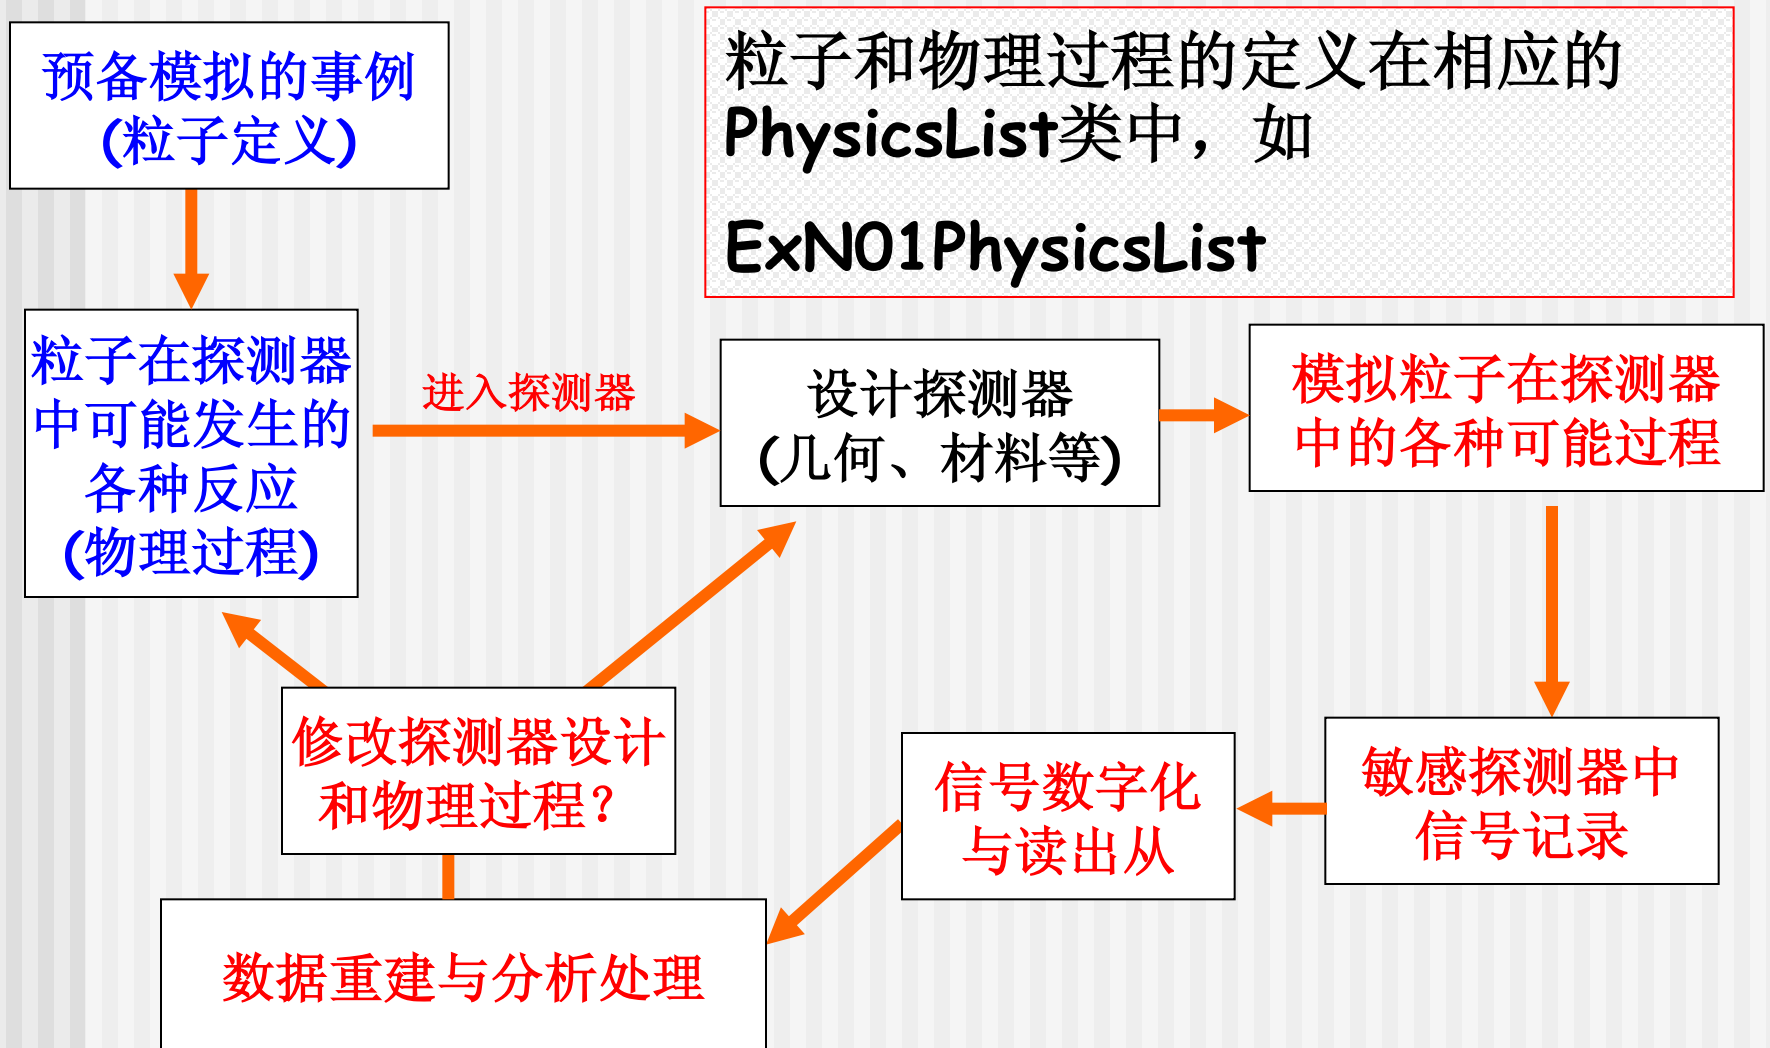 预备模拟的事例
(粒子定义)
粒子和物理过程的定义在相应的
PhysicsList类中，如
ExN01PhysicsList
粒子在探测器
中可能发生的
各种反应
(物理过程)
进入探测器
设计探测器
(几何、材料等)
模拟粒子在探测器
中的各种可能过程
修改探测器设计
和物理过程？
信号数字化
与读出从
敏感探测器中
信号记录
数据重建与分析处理